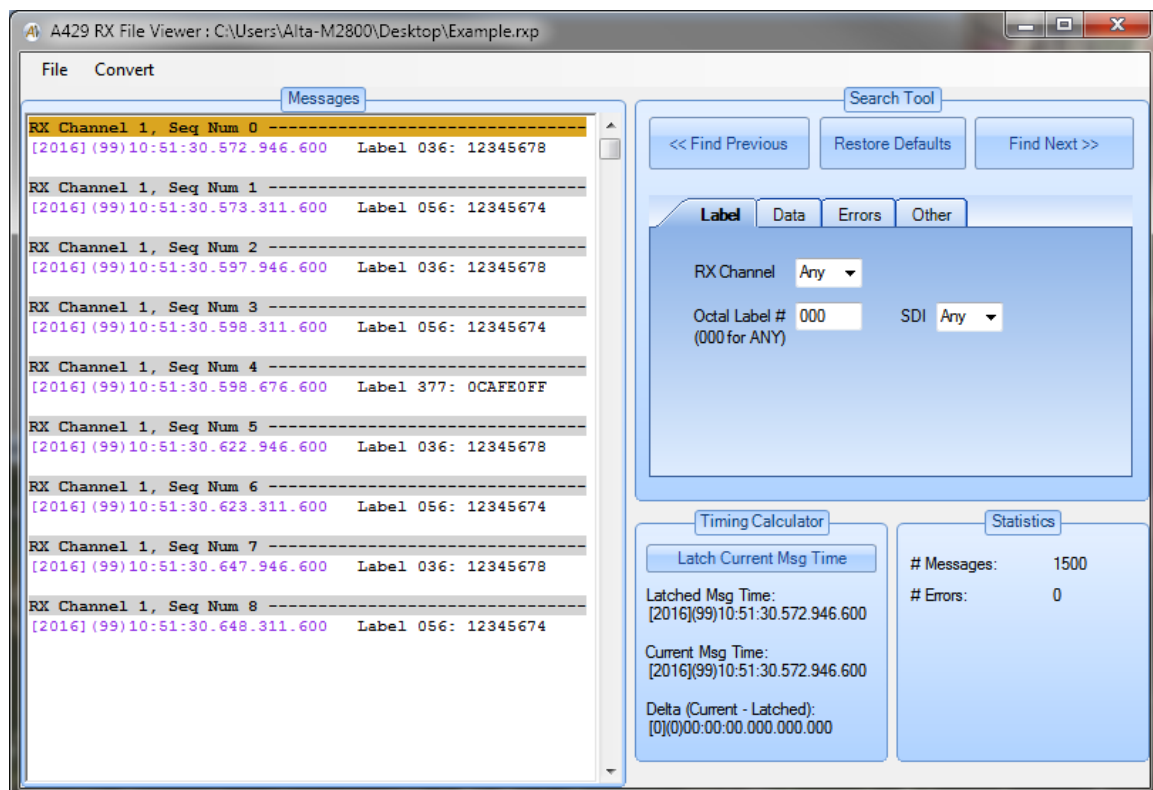 A429 RX File Viewer : C:\Users\Alta-M2800\Desktop\Example.rxp
File Convert
Messages
RX Channel 1, Seq Num 0 --------------------------------
[2016](99)10:51:30.572.946.600 Label 036: 12345678
RX Channel 1, Seq Num 1 --------------------------------
[2016](99)10:51:30.573.311.600 Label 056: 12345674
RX Channel 1, Seq Num 2 --------------------------------
[2016](99)10:51:30.597.946.600 Label 036: 12345678
RX Channel 1, Seq Num 3 --------------------------------
[2016](99)10:51:30.598.311.600 Label 056: 12345674
RX Channel 1, Seq Num 4 --------------------------------
[2016](99)10:51:30.598.676.600 Label 377: 0CAFE0FF
RX Channel 1, Seq Num 5 --------------------------------
[2016](99)10:51:30.622.946.600 Label 036: 12345678
RX Channel 1, Seq Num 6 --------------------------------
[2016](99)10:51:30.623.311.600 Label 056: 12345674
RX Channel 1, Seq Num 7 --------------------------------
[2016](99)10:51:30.647.946.600 Label 036: 12345678
RX Channel 1, Seq Num 8 --------------------------------
[2016](99)10:51:30.648.311.600 Label 056: 12345674
Search Tool
<< Find Previous Restore Defaults Find Next >>
Label Data Errors Other
RX Channel Any
Octal Label # 000 SDI Any
(000 for ANY)
Timing Calculator
Latch Current Msg Time
Latched Msg Time:
[2016](99)10:51:30.572.946.600
Current Msg Time:
[2016](99)10:51:30.572.946.600
Delta (Current - Latched):
[0](0)00:00:00.000.000.000
Statistics
# Messages: 1500
# Errors: 0